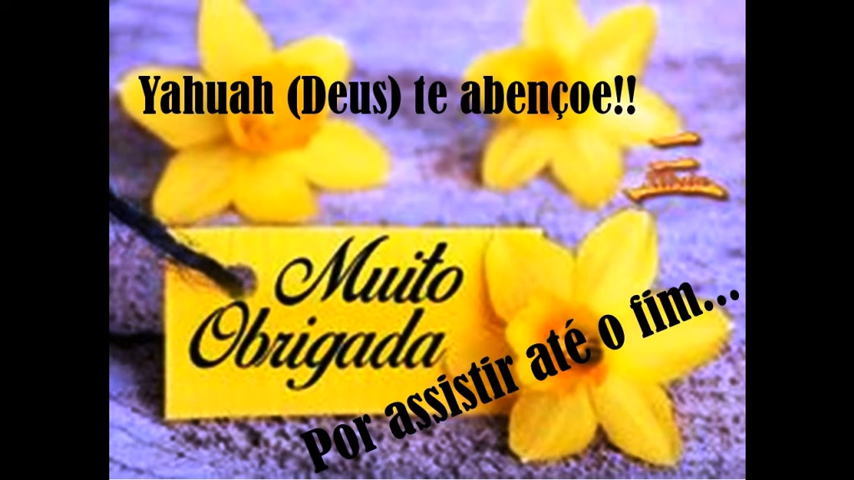 Yahuah (Deus) te abençoe!!
Muito
Obrigada
Por assistir até o fim...